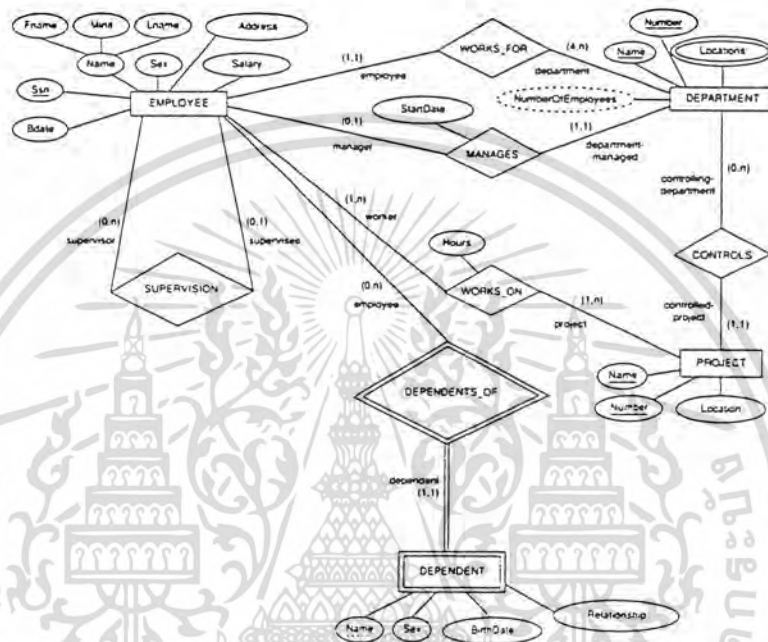 Fname
Minit
Lname
Address
Number
Name
Sex
Salary
(1,1)
employee
WORKS_FOR
(4,n)
department
Name
Locations
Ssn
EMPLOYEE
StartDate
NumberOfEmployees
DEPARTMENT
Bdate
(0,1)
manager
MANAGES
(1,1)
department-
managed
(0,n)
controlling-
department
(1,n)
worker
(0,n)
supervisor
(0,1)
supervisee
Hours
CONTROLS
SUPERVISION
(0,n)
employee
WORKS_ON
(1,n)
project
controlled-
project
(1,1)
PROJECT
Name
DEPENDENTS_OF
Number
Location
dependent
(1,1)
DEPENDENT
Name
Sex
BirthDate
Relationship